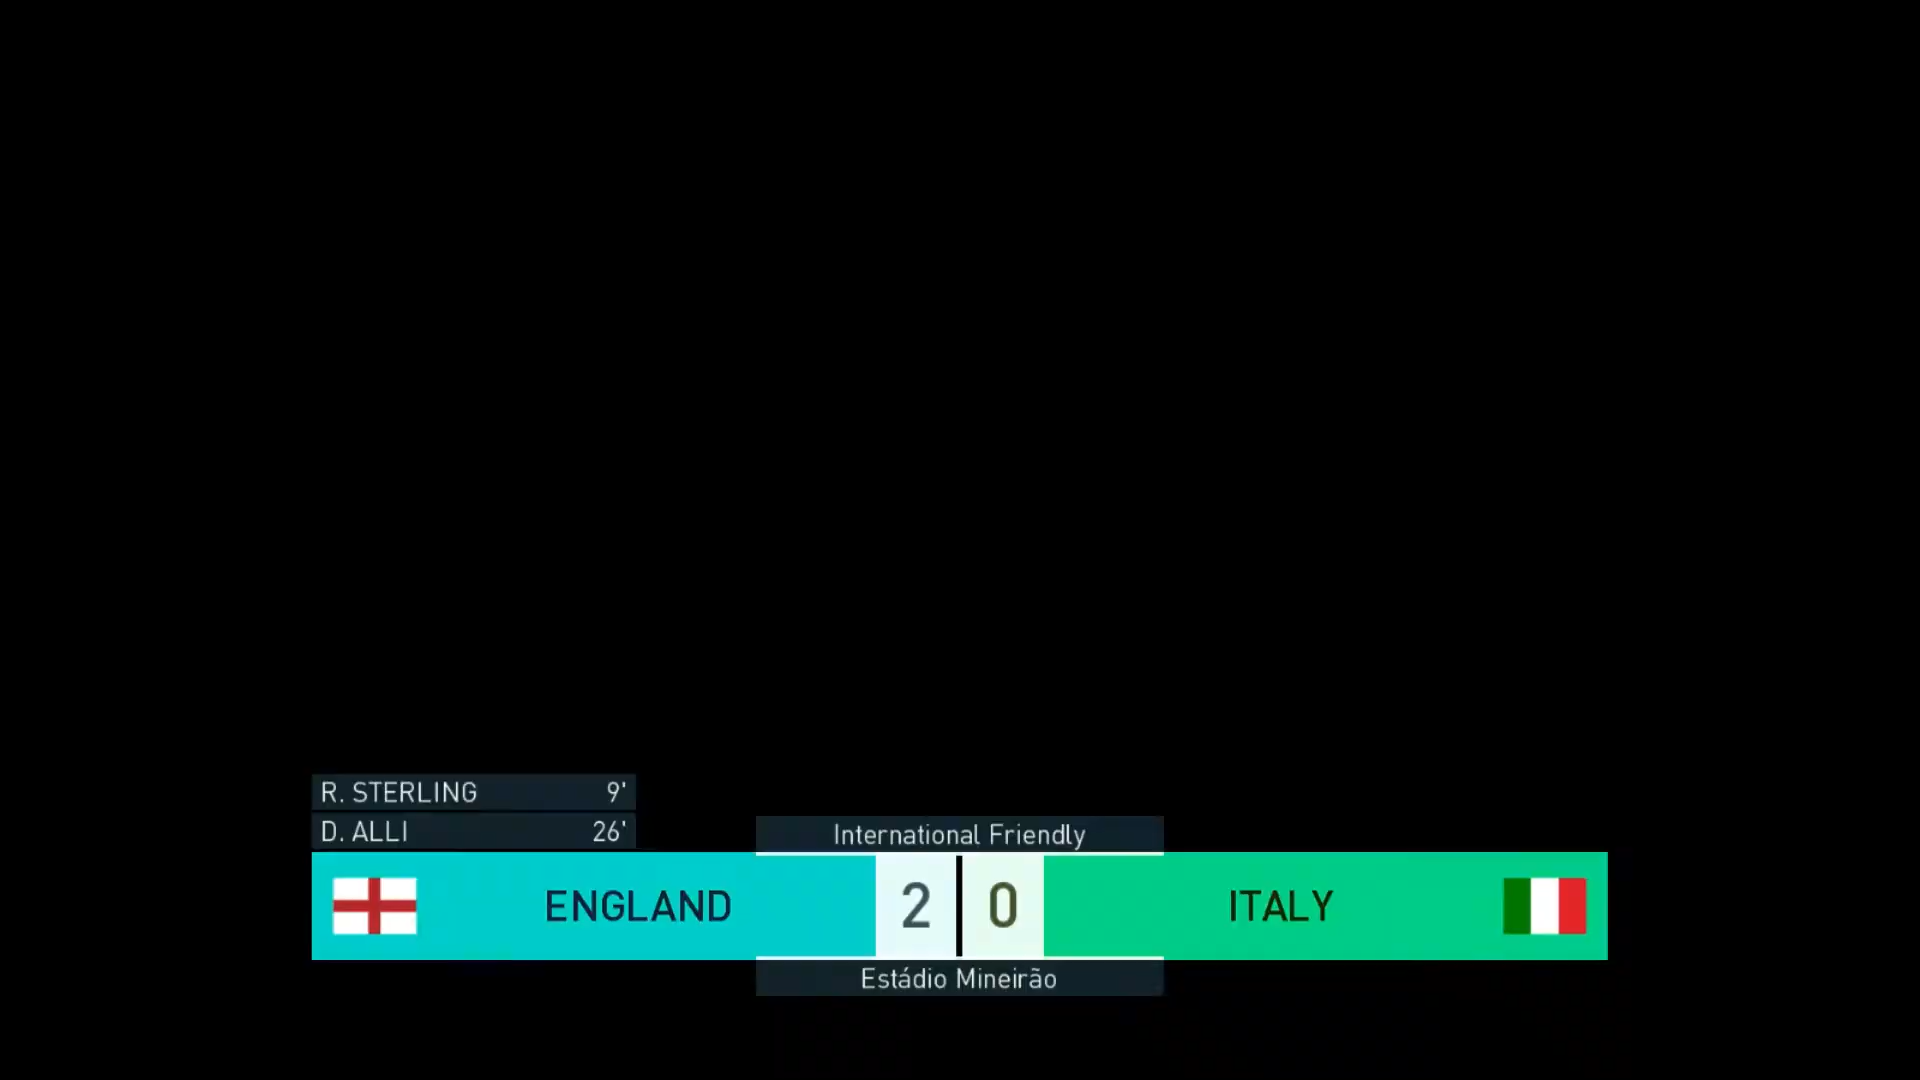 R. STERLING 9'
D. ALLI 26'
International Friendly
ENGLAND 2 0 ITALY
Estádio Mineirão